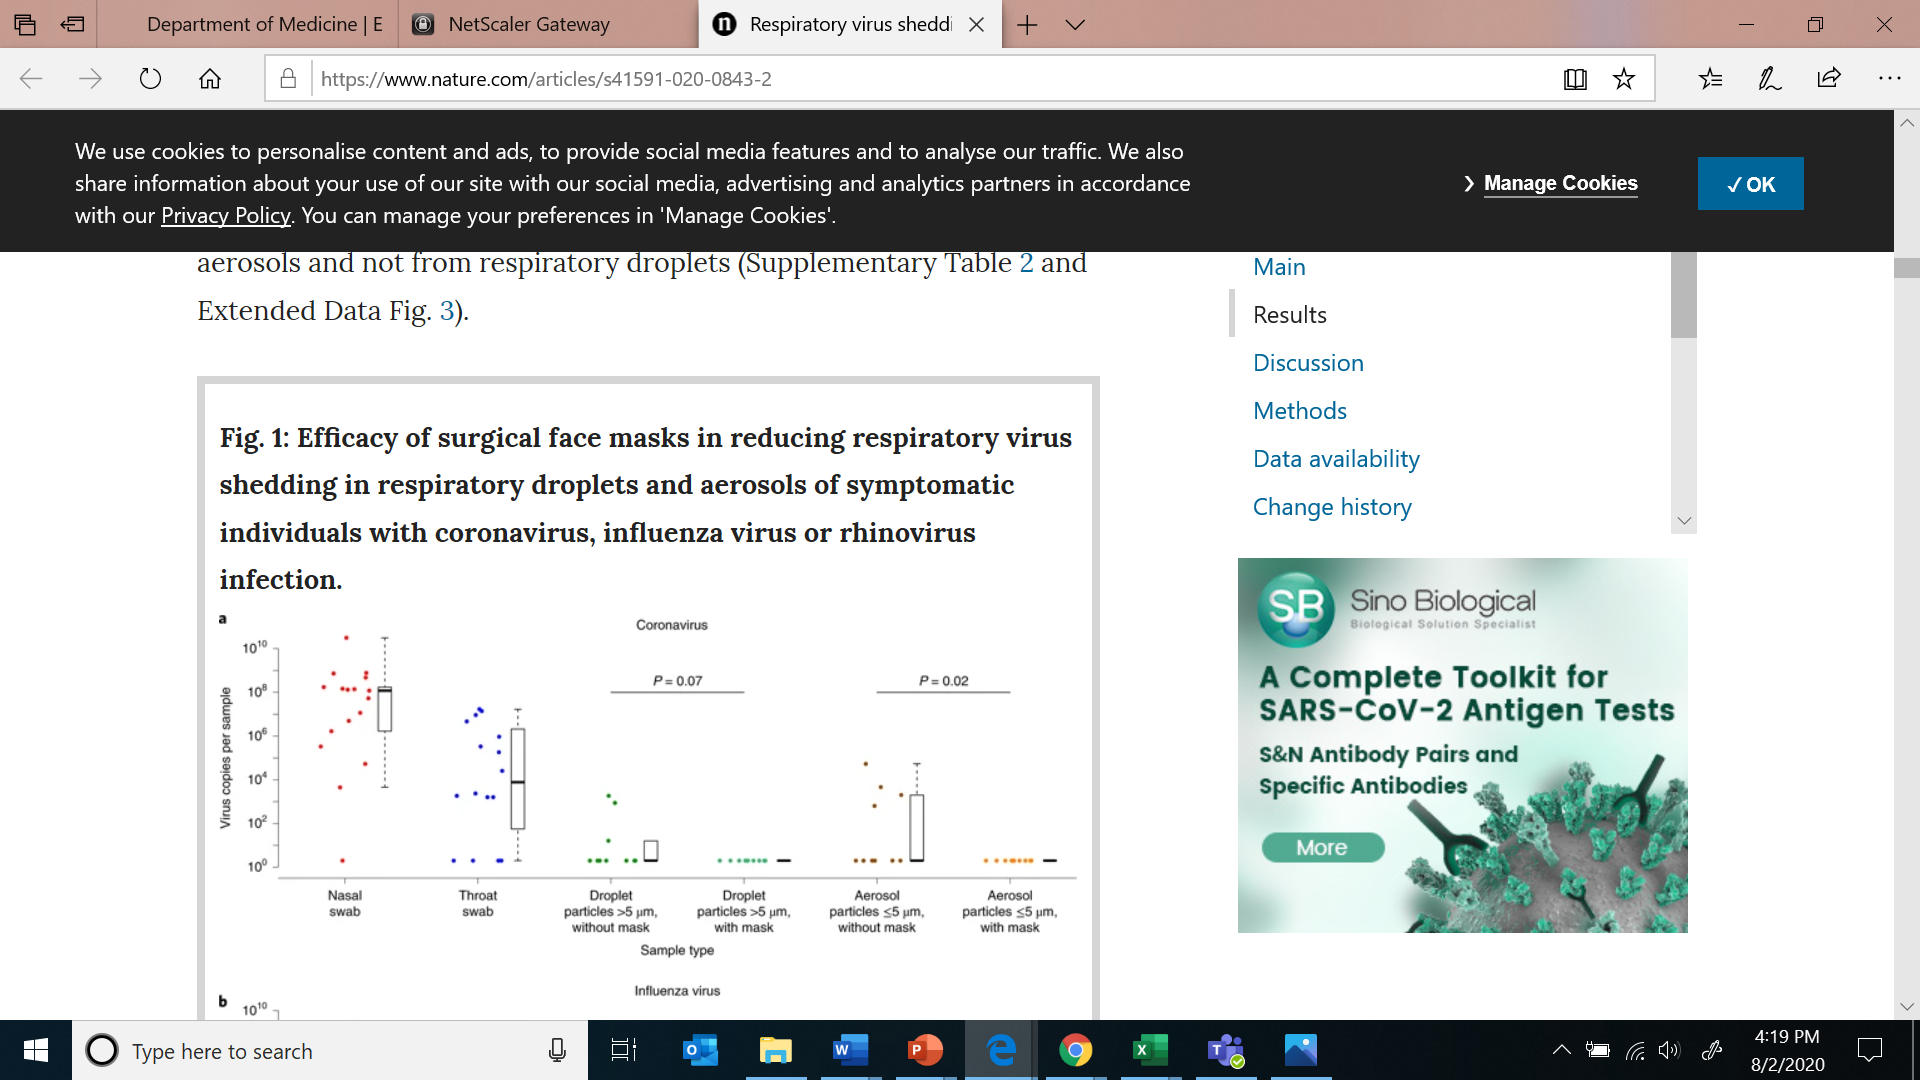 Department of Medicine | E
NetScaler Gateway
Respiratory virus sheddi
https://www.nature.com/articles/s41591-020-0843-2
We use cookies to personalise content and ads, to provide social media features and to analyse our traffic. We also
share information about your use of our site with our social media, advertising and analytics partners in accordance
with our Privacy Policy. You can manage your preferences in 'Manage Cookies'.
Manage Cookies
✓ OK
aerosols and not from respiratory droplets (Supplementary Table 2 and
Extended Data Fig. 3).
Main
Results
Discussion
Methods
Data availability
Change history
Fig. 1: Efficacy of surgical face masks in reducing respiratory virus
shedding in respiratory droplets and aerosols of symptomatic
individuals with coronavirus, influenza virus or rhinovirus
infection.
a
Coronavirus
Virus copies per sample
10¹⁰
10⁸
10⁶
10⁴
10²
10⁰
P = 0.07
P = 0.02
Nasal
swab
Throat
swab
Droplet
particles >5 µm,
without mask
Droplet
particles >5 µm,
with mask
Aerosol
particles ≤5 µm,
without mask
Aerosol
particles ≤5 µm,
with mask
Sample type
b
Influenza virus
10¹⁰
SB
Sino Biological
Biological Solution Specialist
A Complete Toolkit for
SARS-CoV-2 Antigen Tests
S&N Antibody Pairs and
Specific Antibodies
More
Type here to search
4:19 PM
8/2/2020